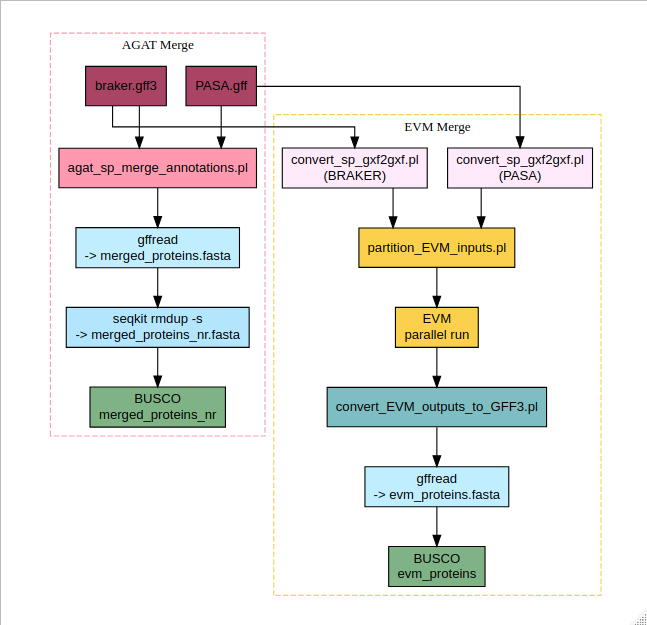 AGAT Merge
braker.gff3
PASA.gff
agat_sp_merge_annotations.pl
gffread
-> merged_proteins.fasta
seqkit rmdup -s
-> merged_proteins_nr.fasta
BUSCO
merged_proteins_nr
EVM Merge
convert_sp_gxf2gxf.pl
(BRAKER)
convert_sp_gxf2gxf.pl
(PASA)
partition_EVM_inputs.pl
EVM
parallel run
convert_EVM_outputs_to_GFF3.pl
gffread
-> evm_proteins.fasta
BUSCO
evm_proteins